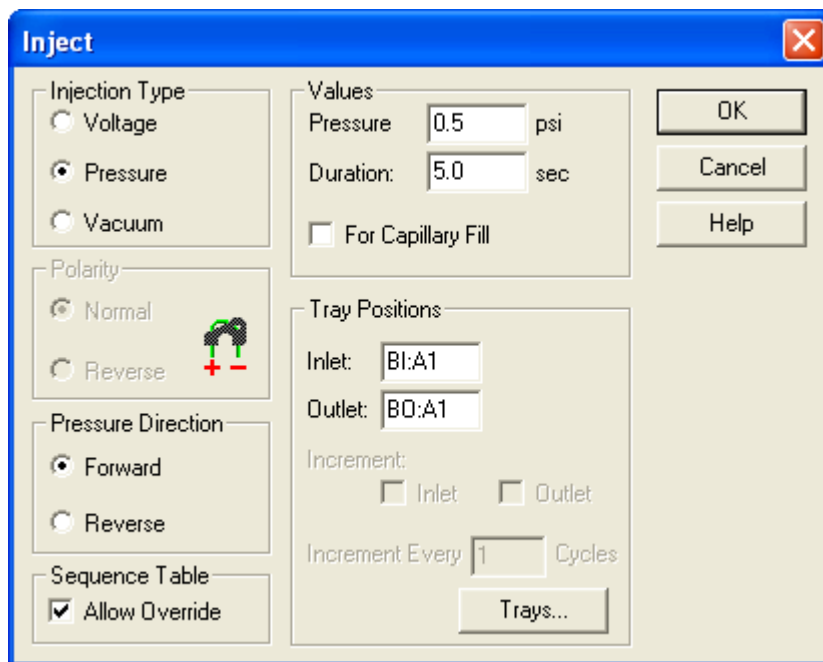 Inject
Injection Type
Voltage
Pressure
Vacuum
Polarity
Normal
Reverse
Pressure Direction
Forward
Reverse
Sequence Table
Allow Override
Values
Pressure 0.5 psi
Duration: 5.0 sec
For Capillary Fill
Tray Positions
Inlet: BI:A1
Outlet: BO:A1
Increment:
Inlet Outlet
Increment Every 1 Cycles
Trays...
OK
Cancel
Help